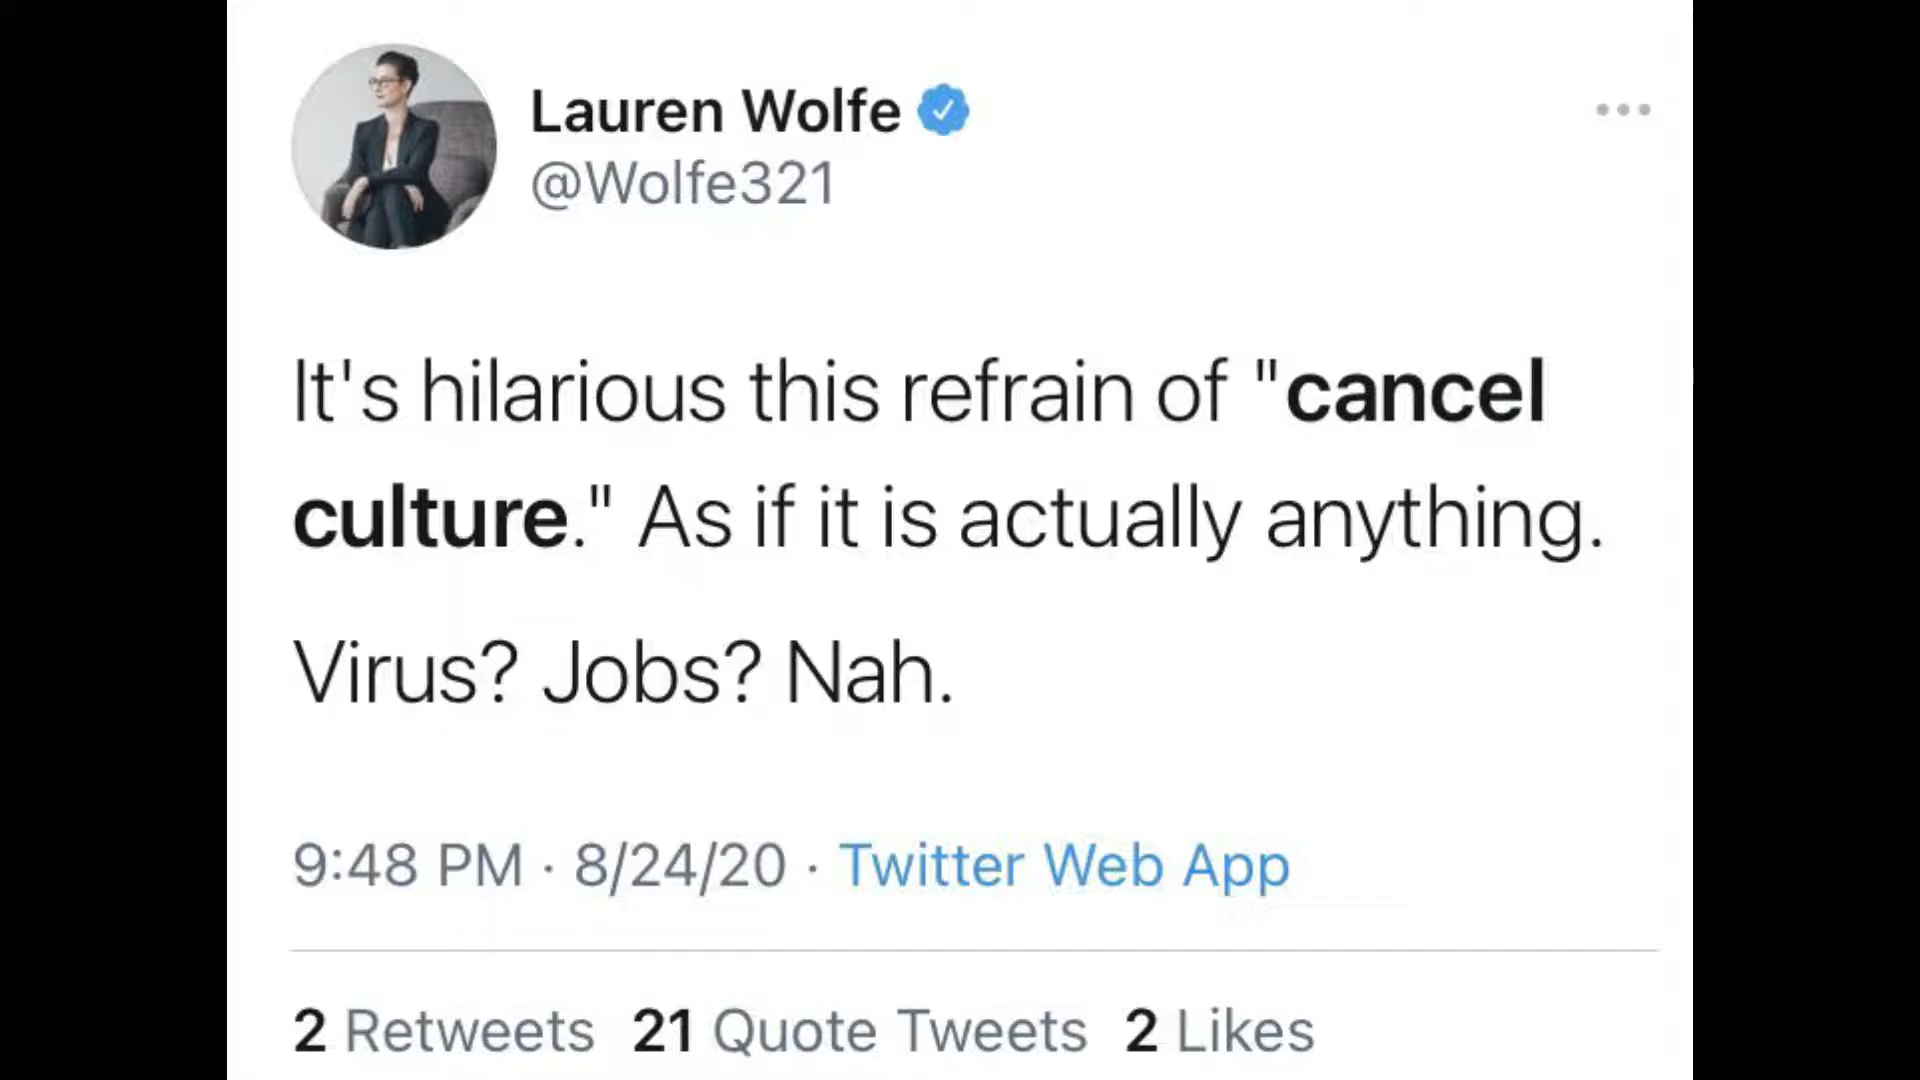 Lauren Wolfe
@Wolfe321
It's hilarious this refrain of "cancel
culture." As if it is actually anything.
Virus? Jobs? Nah.
9:48 PM · 8/24/20 · Twitter Web App
2 Retweets 21 Quote Tweets 2 Likes